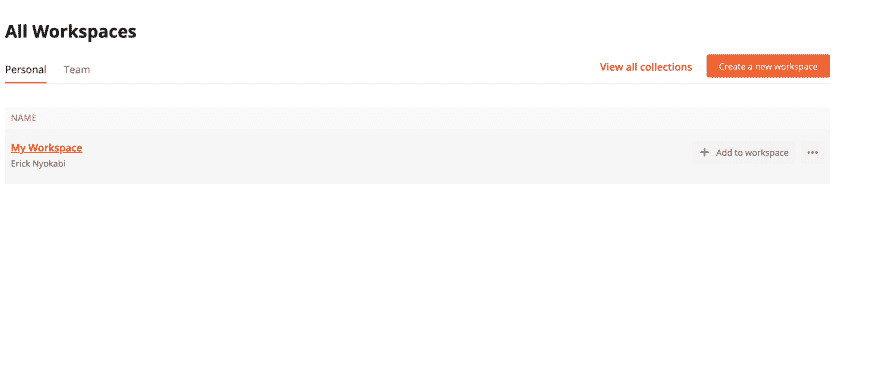 All Workspaces
Personal Team View all collections Create a new workspace
NAME
My Workspace
Erick Nyokabi
+ Add to workspace •••